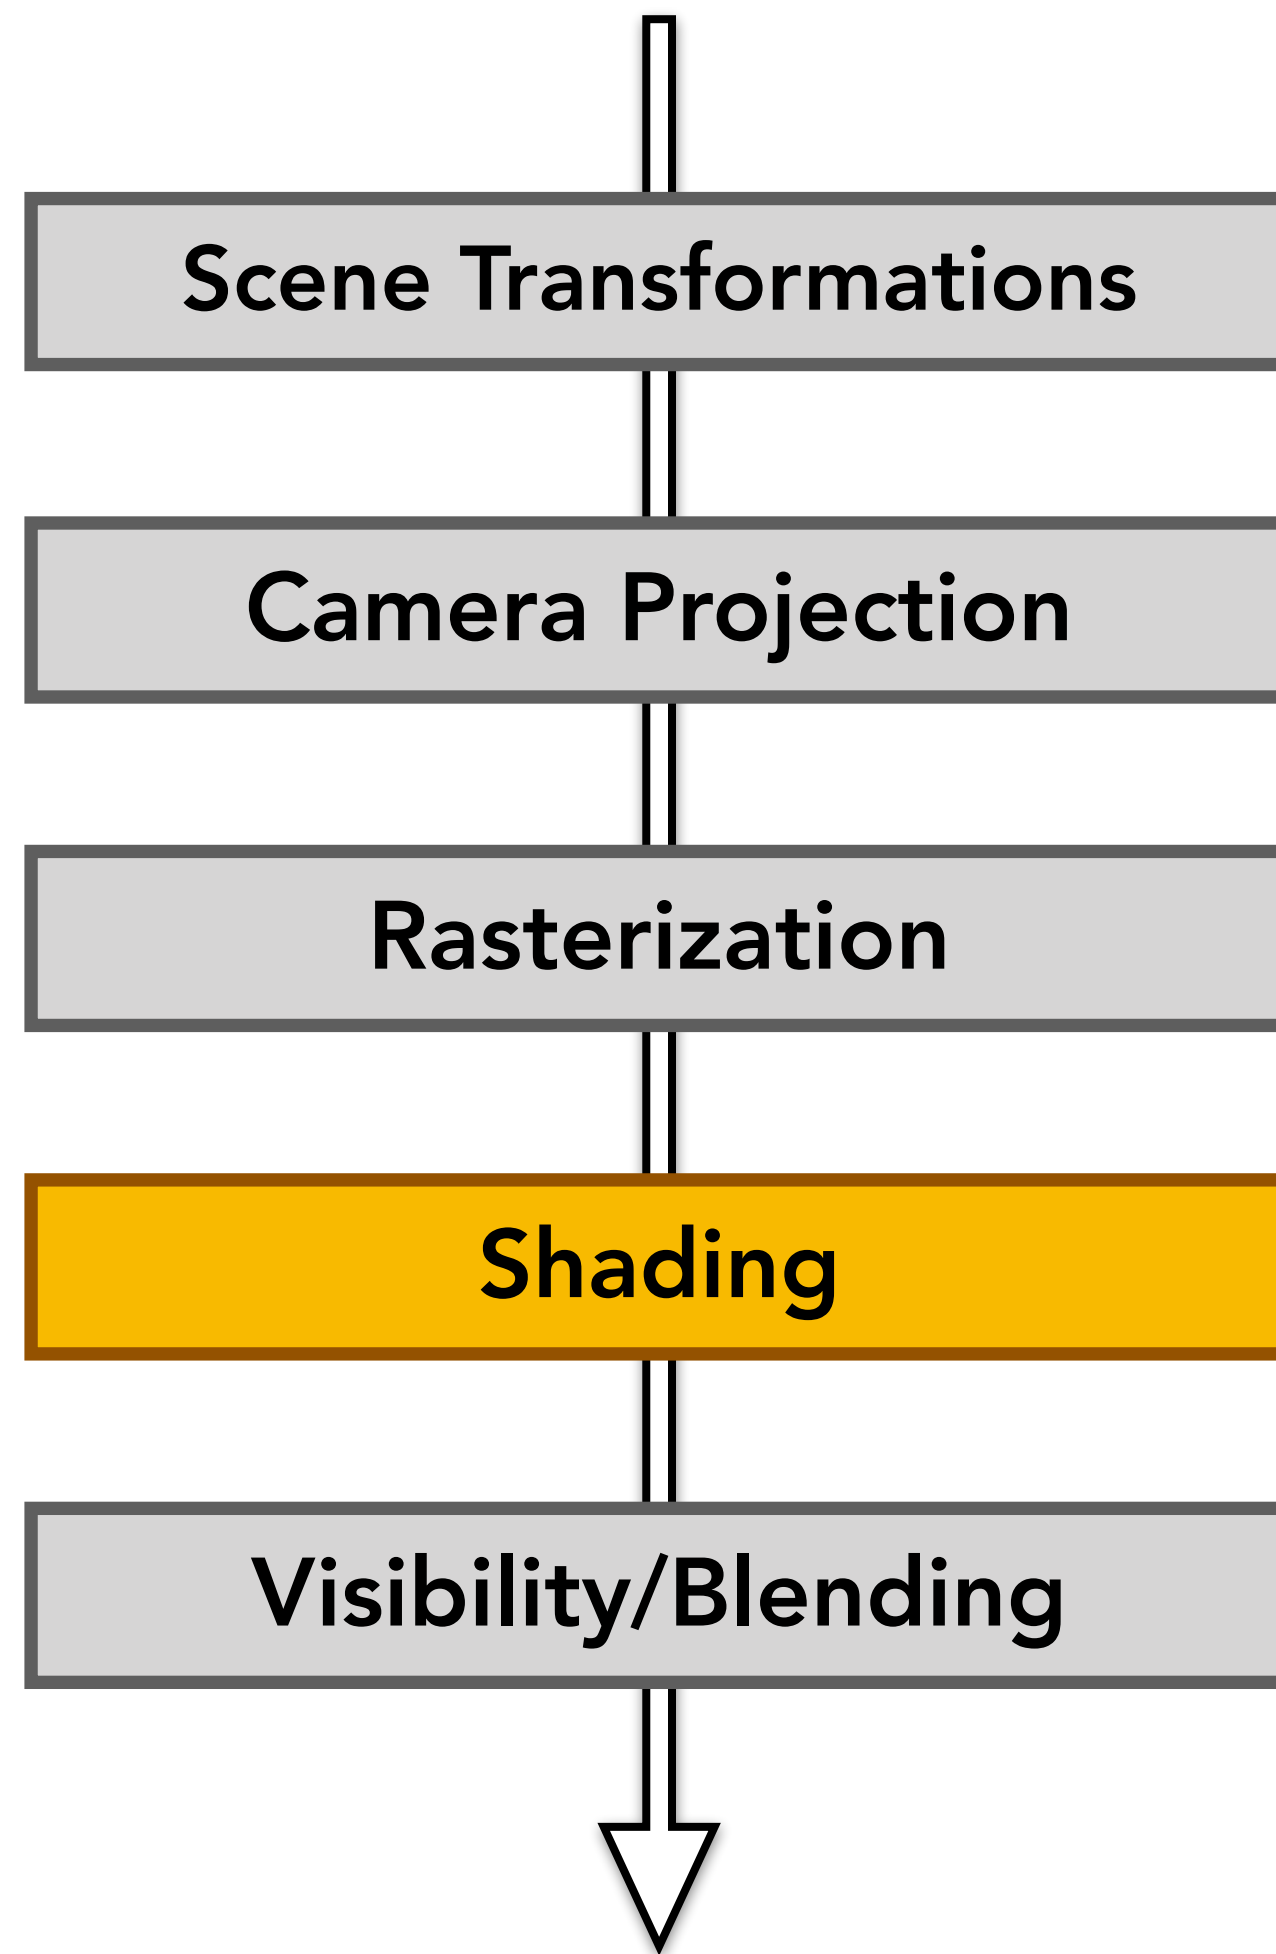 Scene Transformations
Camera Projection
Rasterization
Shading
Visibility/Blending